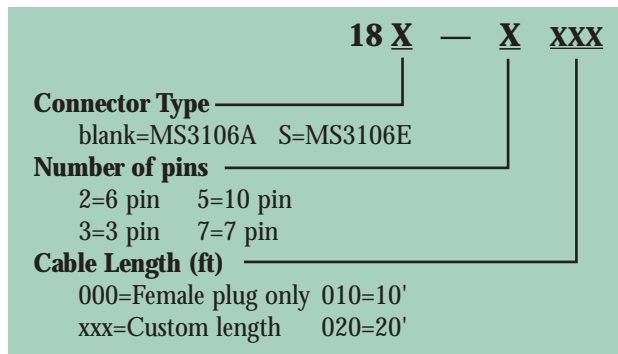 18 X — X XXX
Connector Type
blank=MS3106A S=MS3106E
Number of pins
2=6 pin 5=10 pin
3=3 pin 7=7 pin
Cable Length (ft)
000=Female plug only 010=10'
xxx=Custom length 020=20'